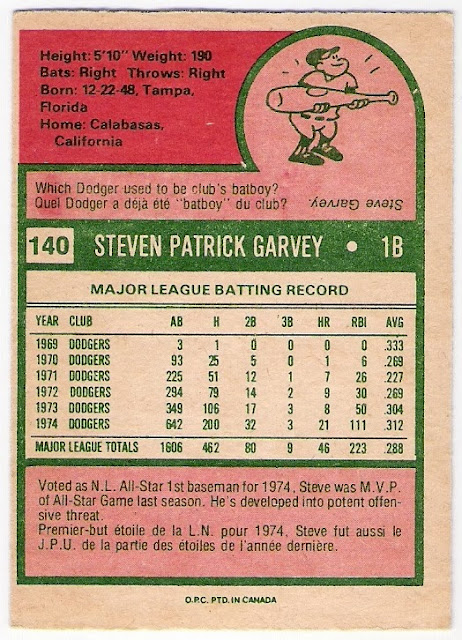 Height: 5'10" Weight: 190
Bats: Right Throws: Right
Born: 12-22-48, Tampa,
Florida
Home: Calabasas,
California
Which Dodger used to be club's batboy?
Quel Dodger a déjà été "batboy" du club?
Steve Garvey.
140 STEVEN PATRICK GARVEY • 1B
MAJOR LEAGUE BATTING RECORD
YEAR CLUB AB H 2B 3B HR RBI AVG
1969 DODGERS 3 1 0 0 0 0 .333
1970 DODGERS 93 25 5 0 1 6 .269
1971 DODGERS 225 51 12 1 7 26 .227
1972 DODGERS 294 79 14 2 9 30 .269
1973 DODGERS 349 106 17 3 8 50 .304
1974 DODGERS 642 200 32 3 21 111 .312
MAJOR LEAGUE TOTALS 1606 462 80 9 46 223 .288
Voted as N.L. All-Star 1st baseman for 1974, Steve was M.V.P.
of All-Star Game last season. He's developed into potent offen-
sive threat.
Premier-but étoile de la L.N. pour 1974, Steve fut aussi le
J.P.U. de la partie des étoiles de l'année dernière.
O.P.C. PTD. IN CANADA